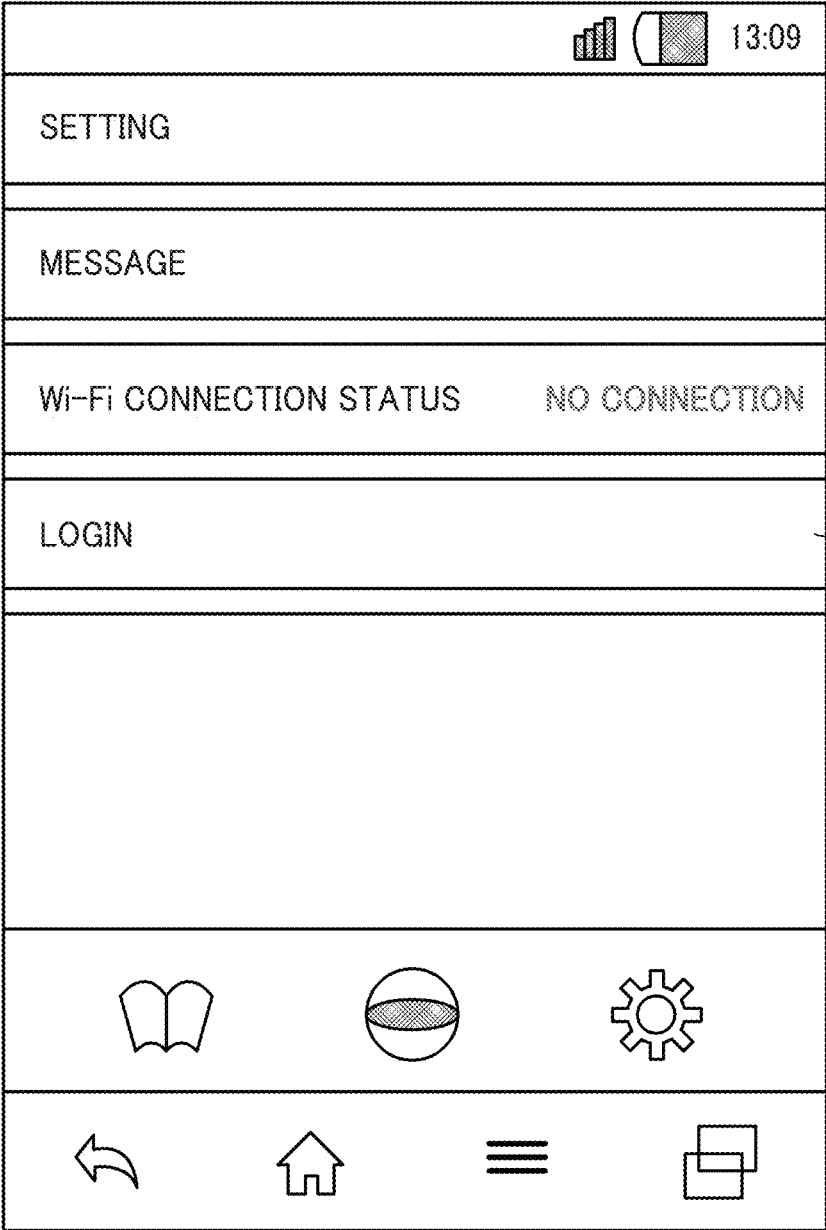 13:09
SETTING
MESSAGE
Wi-Fi CONNECTION STATUS NO CONNECTION
LOGIN